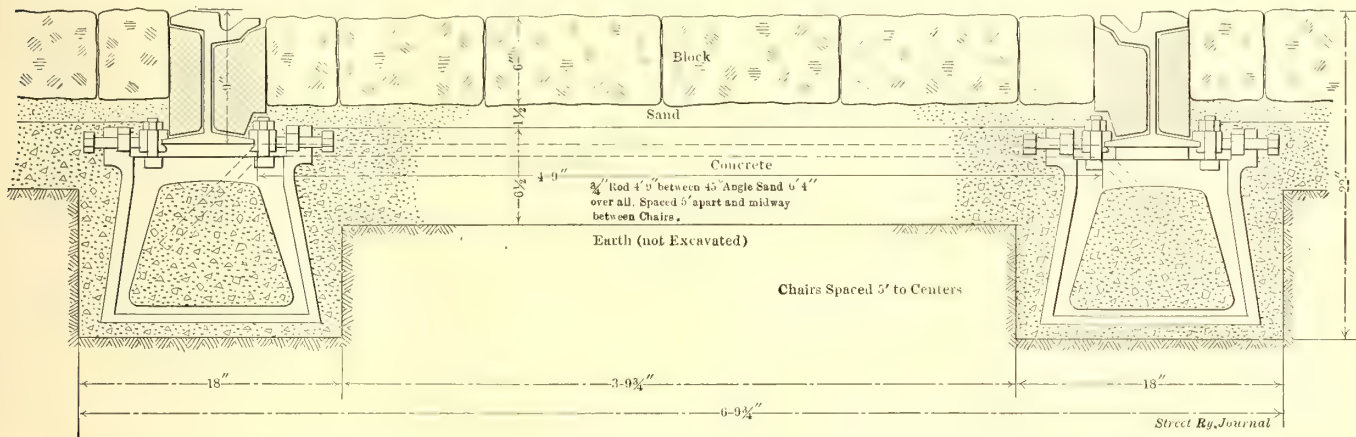 6"
Block
1½"
Sand
Concrete
4-9"
¾" Rod 4' 9" between 45° Angle Sand 6' 4"
over all. Spaced 5' apart and midway
between Chairs.
6½"
Earth (not Excavated)
Chairs Spaced 5' to Centers
22"
18"
3-9¾"
18"
6-9¾"
Street Ry. Journal